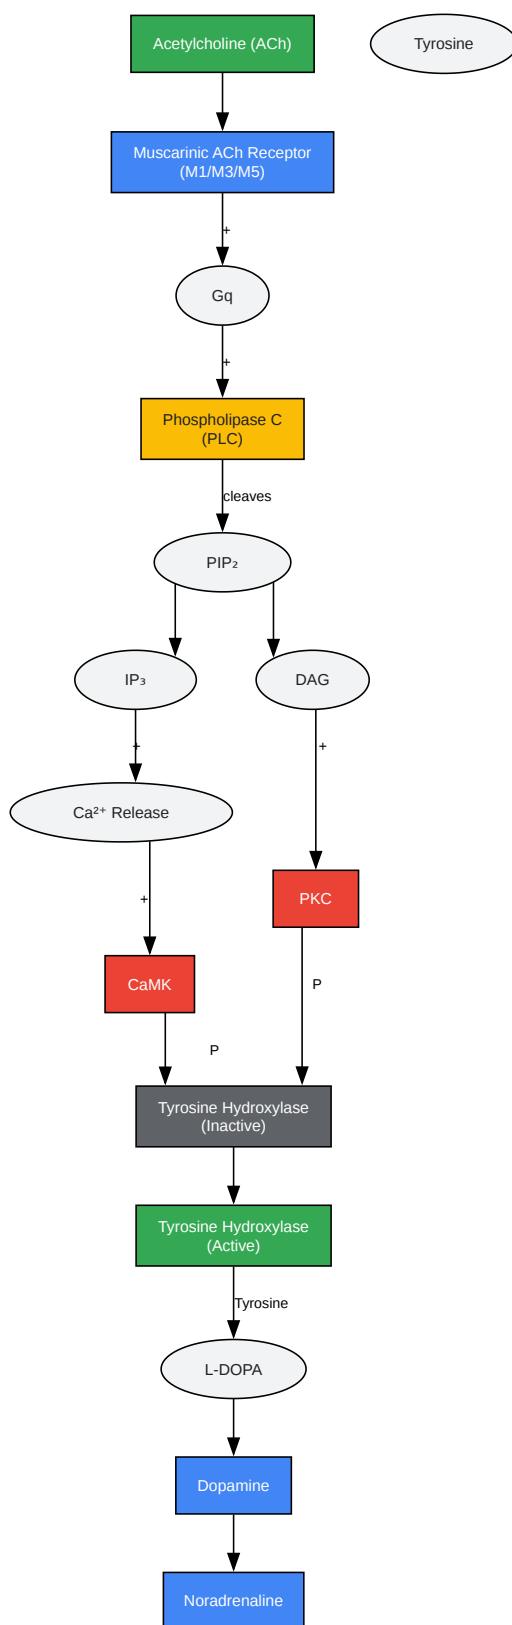 Acetylcholine (ACh)
Tyrosine
Muscarinic ACh Receptor
(M1/M3/M5)
+
Gq
+
Phospholipase C
(PLC)
cleaves
PIP₂
IP₃
DAG
+
+
Ca²⁺ Release
PKC
+
CaMK
P
P
Tyrosine Hydroxylase
(Inactive)
Tyrosine Hydroxylase
(Active)
Tyrosine
L-DOPA
Dopamine
Noradrenaline